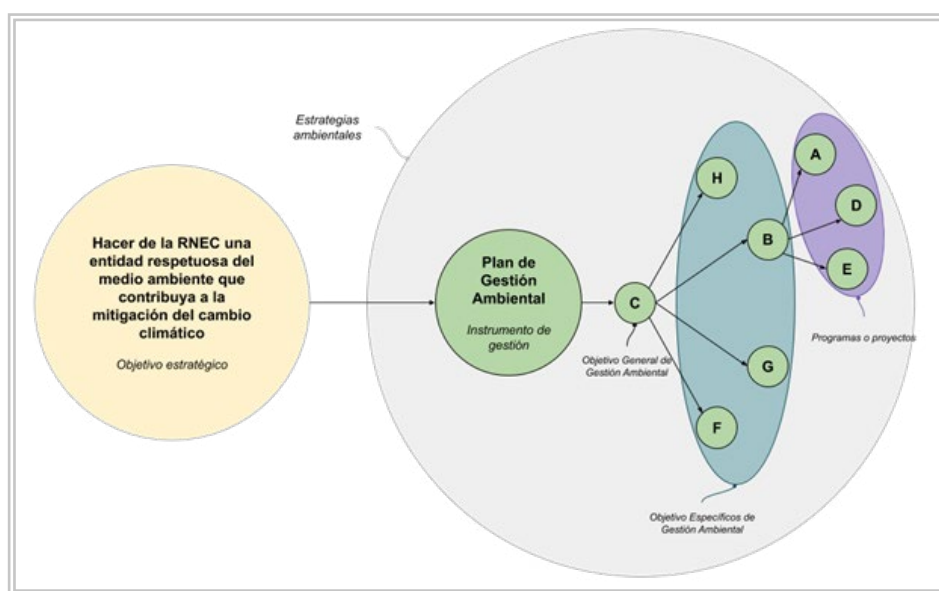 Estrategias
ambientales
Hacer de la RNEC una
entidad respetuosa del
medio ambiente que
contribuya a la
mitigación del cambio
climático
Objetivo estratégico
Plan de
Gestión
Ambiental
Instrumento de
gestión
C
Objetivo General de
Gestión Ambiental
H
B
G
F
Objetivo Específicos de
Gestión Ambiental
A
D
E
Programas o proyectos